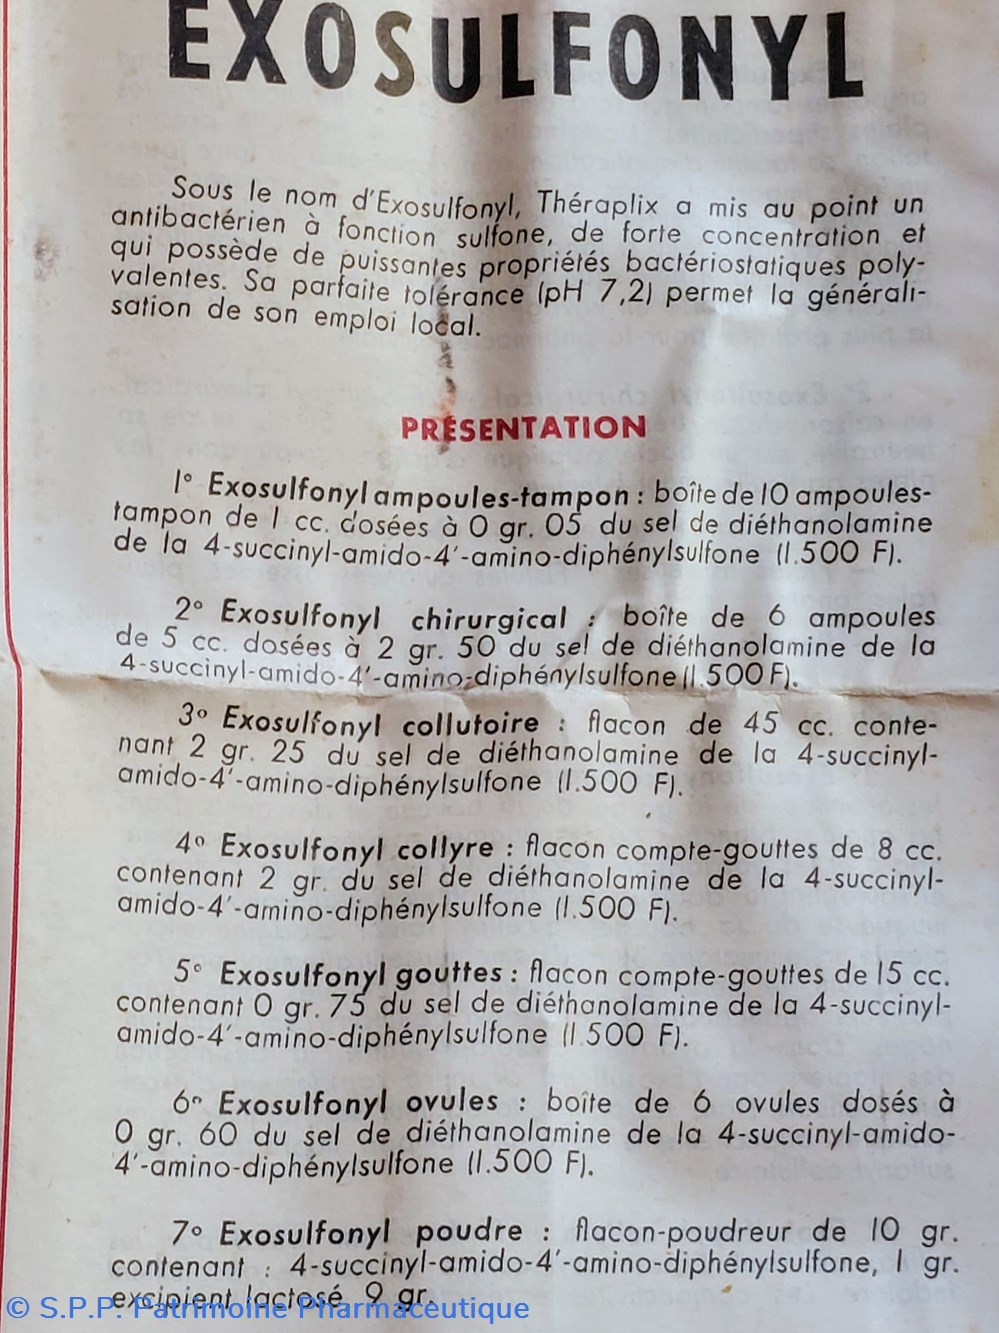 EXOSULFONYL
Sous le nom d'Exosulfonyl, Théraplix a mis au point un
antibactérien à fonction sulfone, de forte concentration et
qui possède de puissantes propriétés bactériostatiques poly-
valentes. Sa parfaite tolérance (pH 7,2) permet la générali-
sation de son emploi local.
PRÉSENTATION
1° Exosulfonyl ampoules-tampon : boîte de 10 ampoules-
tampon de 1 cc. dosées à 0 gr. 05 du sel de diéthanolamine
de la 4-succinyl-amido-4'-amino-diphénylsulfone (1.500 F).
2° Exosulfonyl chirurgical : boîte de 6 ampoules
de 5 cc. dosées à 2 gr. 50 du sel de diéthanolamine de la
4-succinyl-amido-4'-amino-diphénylsulfone (1.500 F).
3° Exosulfonyl collutoire : flacon de 45 cc. conte-
nant 2 gr. 25 du sel de diéthanolamine de la 4-succinyl-
amido-4'-amino-diphénylsulfone (1.500 F).
4° Exosulfonyl collyre : flacon compte-gouttes de 8 cc.
contenant 2 gr. du sel de diéthanolamine de la 4-succinyl-
amido-4'-amino-diphénylsulfone (1.500 F).
5° Exosulfonyl gouttes : flacon compte-gouttes de 15 cc.
contenant 0 gr. 75 du sel de diéthanolamine de la 4-succinyl-
amido-4'-amino-diphénylsulfone (1.500 F).
6° Exosulfonyl ovules : boîte de 6 ovules dosés à
0 gr. 60 du sel de diéthanolamine de la 4-succinyl-amido-
4'-amino-diphénylsulfone (1.500 F).
7° Exosulfonyl poudre : flacon-poudreur de 10 gr.
contenant : 4-succinyl-amido-4'-amino-diphénylsulfone, 1 gr.
excipient lactosé 9 gr.
© S.P.P. Patrimoine Pharmaceutique